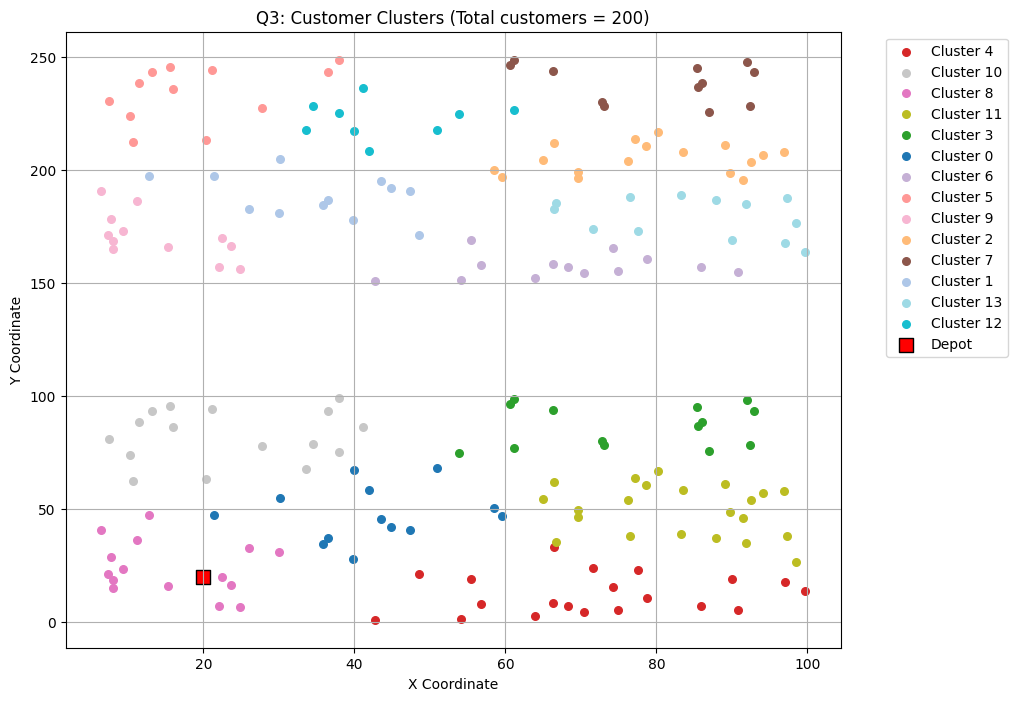 Q3: Customer Clusters (Total customers = 200)
250
200
150
100
50
0
Y Coordinate
20
40
60
80
100
X Coordinate
Cluster 4
Cluster 10
Cluster 8
Cluster 11
Cluster 3
Cluster 0
Cluster 6
Cluster 5
Cluster 9
Cluster 2
Cluster 7
Cluster 1
Cluster 13
Cluster 12
Depot